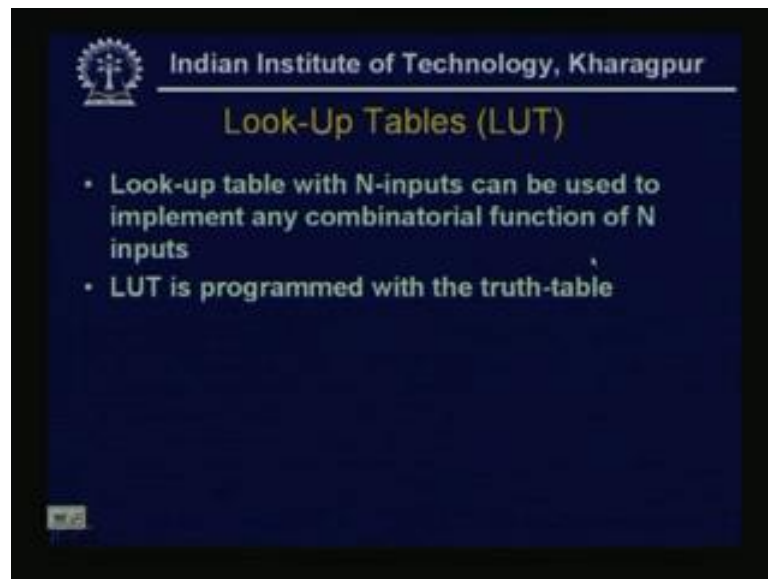 Indian Institute of Technology, Kharagpur
Look-Up Tables (LUT)
• Look-up table with N-inputs can be used to
implement any combinatorial function of N
inputs
• LUT is programmed with the truth-table